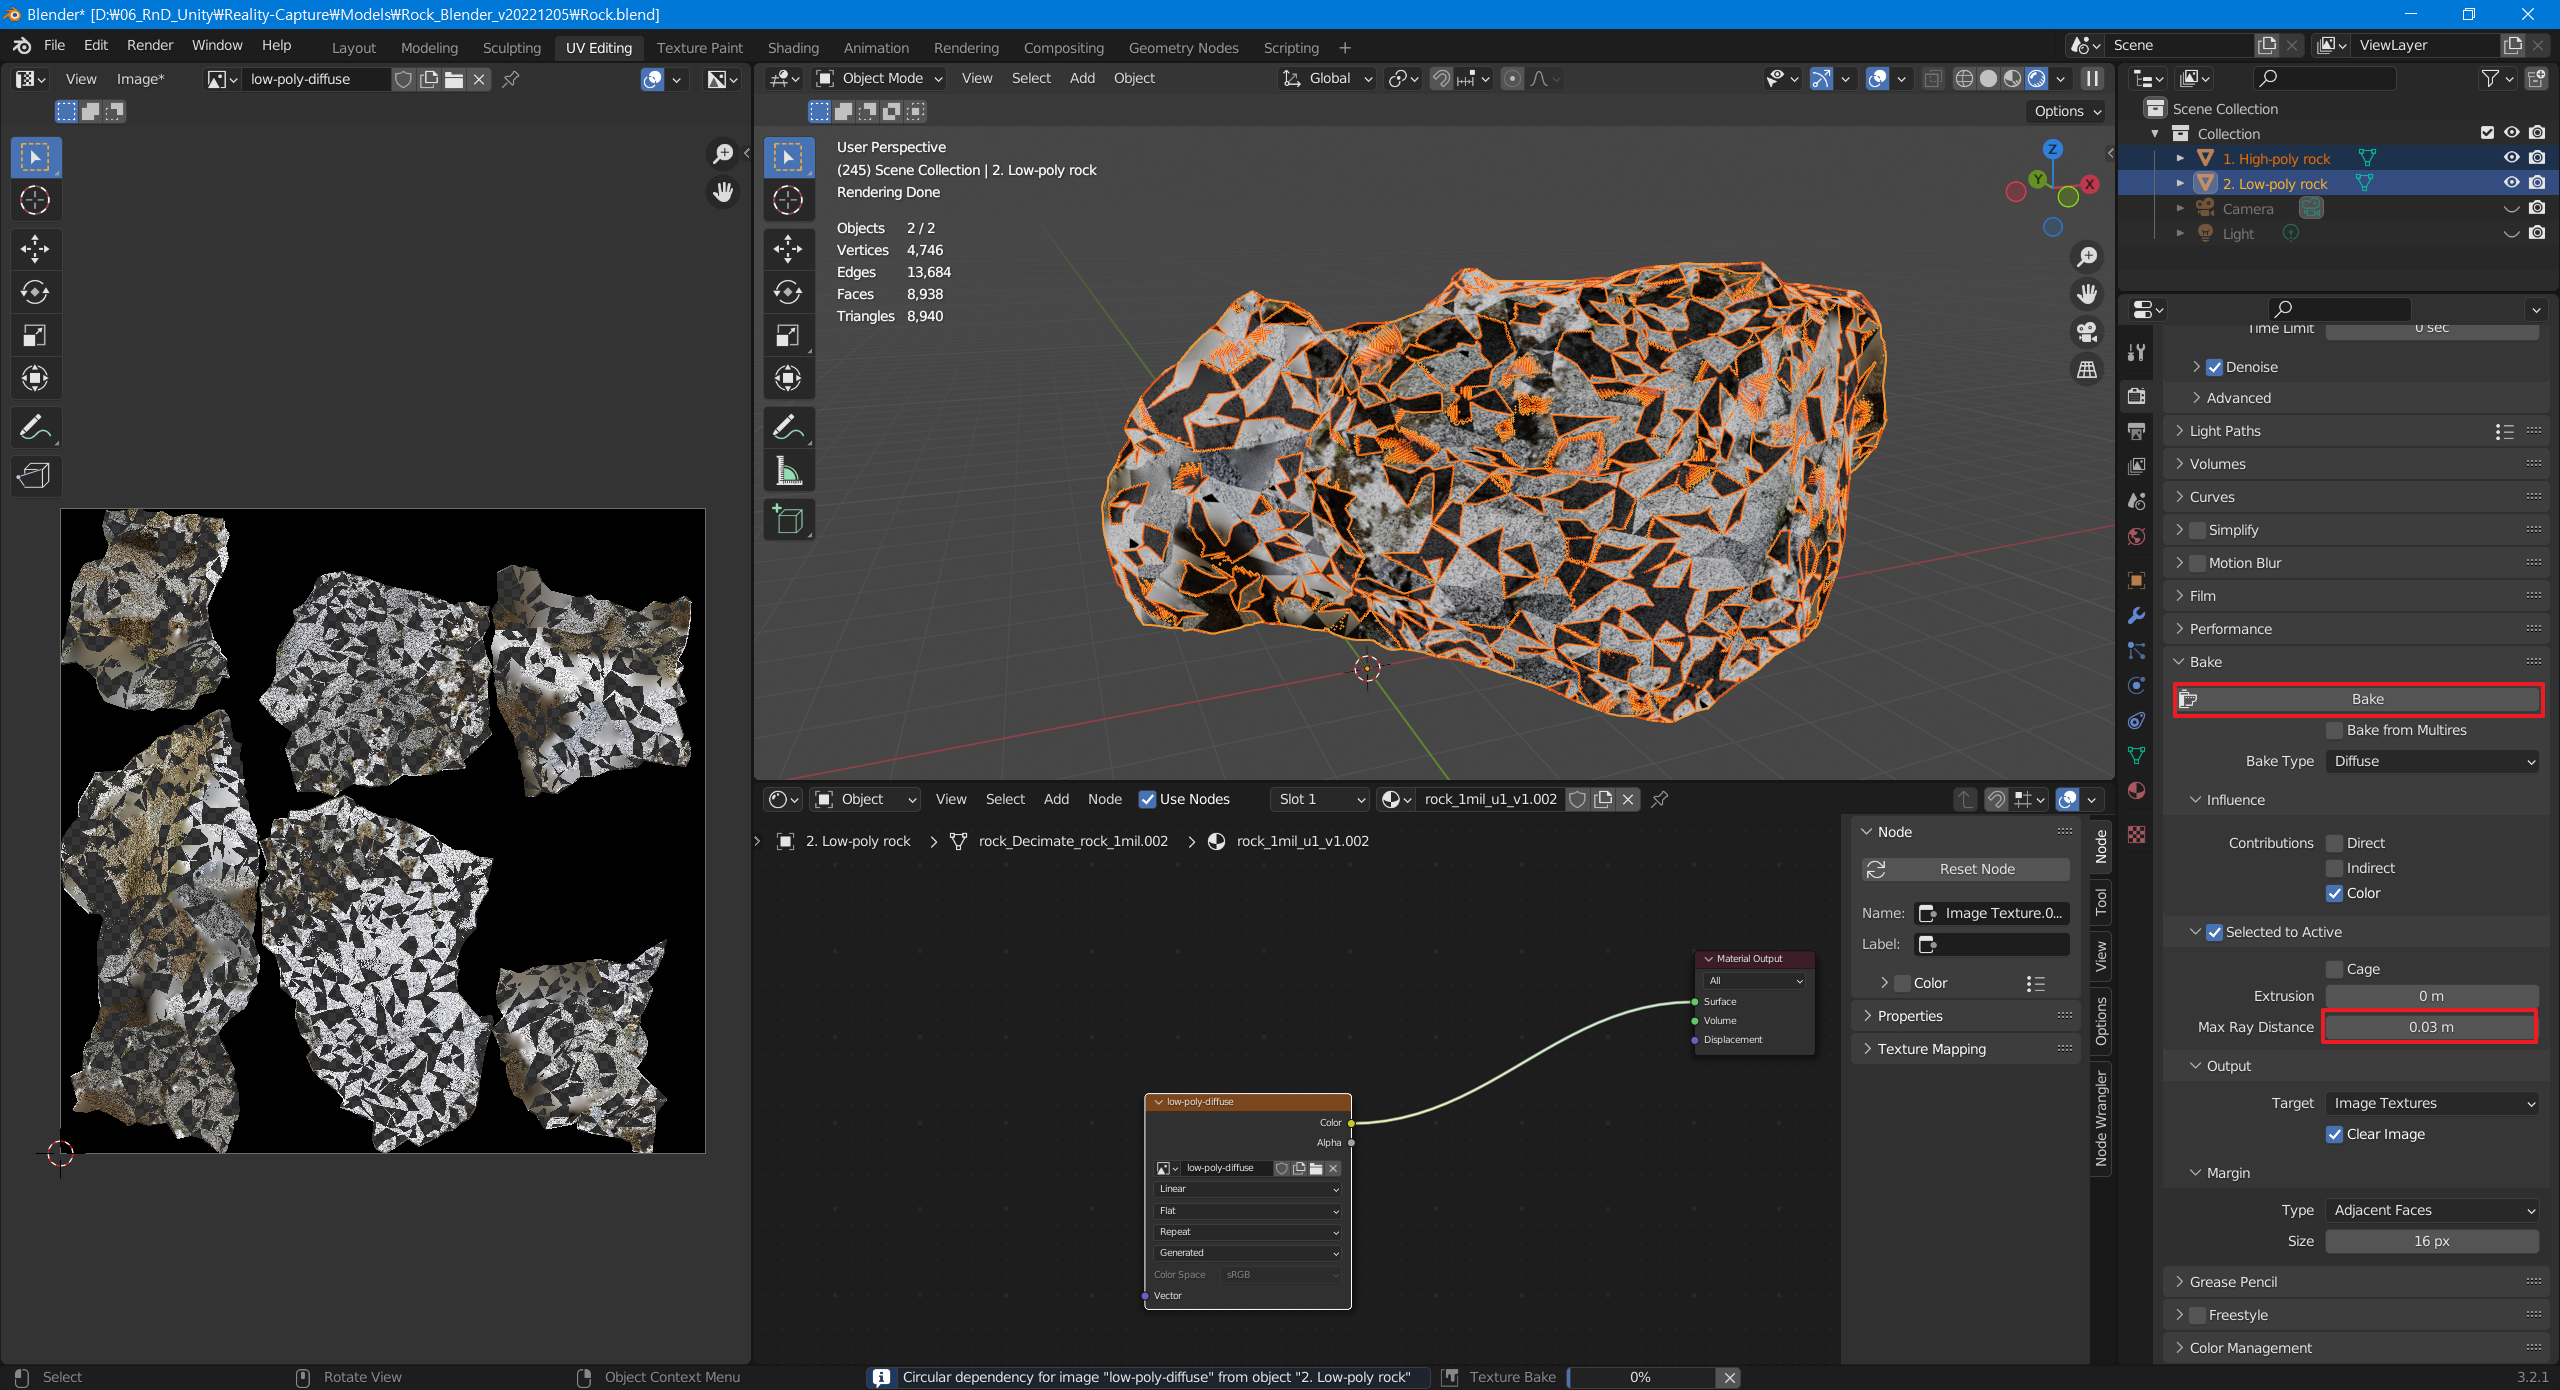 Blender* [D:₩06_RnD_Unity₩Reality-Capture₩Models₩Rock_Blender_v20221205₩Rock.blend]
File Edit Render Window Help Layout Modeling Sculpting UV Editing Texture Paint Shading Animation Rendering Compositing Geometry Nodes Scripting + Scene ViewLayer
View Image* low-poly-diffuse
Object Mode View Select Add Object Global
Options
User Perspective
(245) Scene Collection | 2. Low-poly rock
Rendering Done
Objects 2 / 2
Vertices 4,746
Edges 13,684
Faces 8,938
Triangles 8,940
Z
Y
X
Scene Collection
Collection
1. High-poly rock
2. Low-poly rock
Camera
Light
Time Limit 0 sec
Denoise
Advanced
Light Paths
Volumes
Curves
Simplify
Motion Blur
Film
Performance
Bake
Bake
Bake from Multires
Bake Type Diffuse
Influence
Contributions Direct
Indirect
Color
Selected to Active
Cage
Extrusion 0 m
Max Ray Distance 0.03 m
Output
Target Image Textures
Clear Image
Margin
Type Adjacent Faces
Size 16 px
Grease Pencil
Freestyle
Color Management
Object View Select Add Node Use Nodes Slot 1 rock_1mil_u1_v1.002
2. Low-poly rock > rock_Decimate_rock_1mil.002 > rock_1mil_u1_v1.002
Node
Reset Node
Name: Image Texture.0...
Label:
Color
Properties
Texture Mapping
Node
Tool
View
Options
Node Wrangler
Material Output
All
Surface
Volume
Displacement
low-poly-diffuse
Color
Alpha
low-poly-diffuse
Linear
Flat
Repeat
Generated
Color Space sRGB
Vector
Select Rotate View Object Context Menu Circular dependency for image "low-poly-diffuse" from object "2. Low-poly rock" Texture Bake 0% 3.2.1